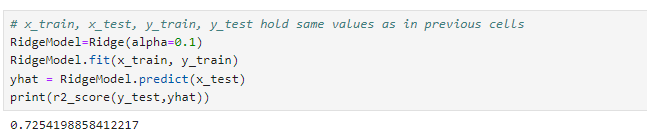 # x_train, x_test, y_train, y_test hold same values as in previous cells
RidgeModel=Ridge(alpha=0.1)
RidgeModel.fit(x_train, y_train)
yhat = RidgeModel.predict(x_test)
print(r2_score(y_test,yhat))
0.7254198858412217